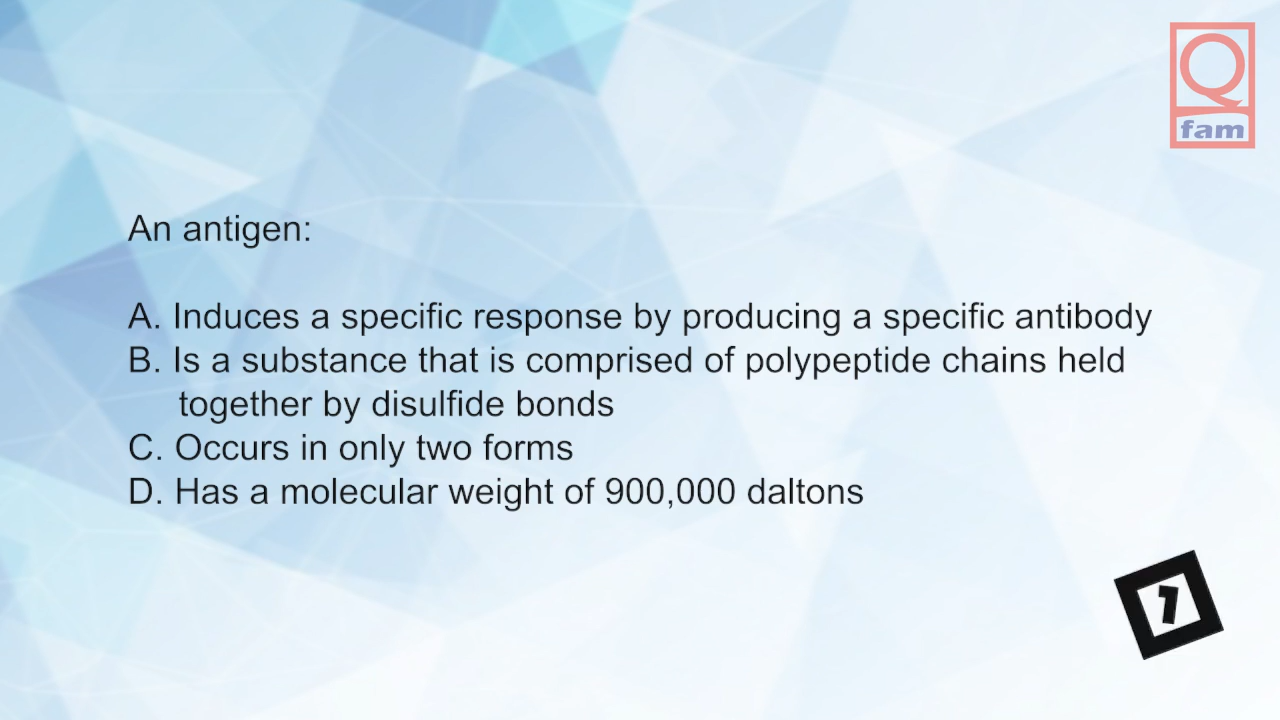 Q
fam
An antigen:
A. Induces a specific response by producing a specific antibody
B. Is a substance that is comprised of polypeptide chains held
together by disulfide bonds
C. Occurs in only two forms
D. Has a molecular weight of 900,000 daltons